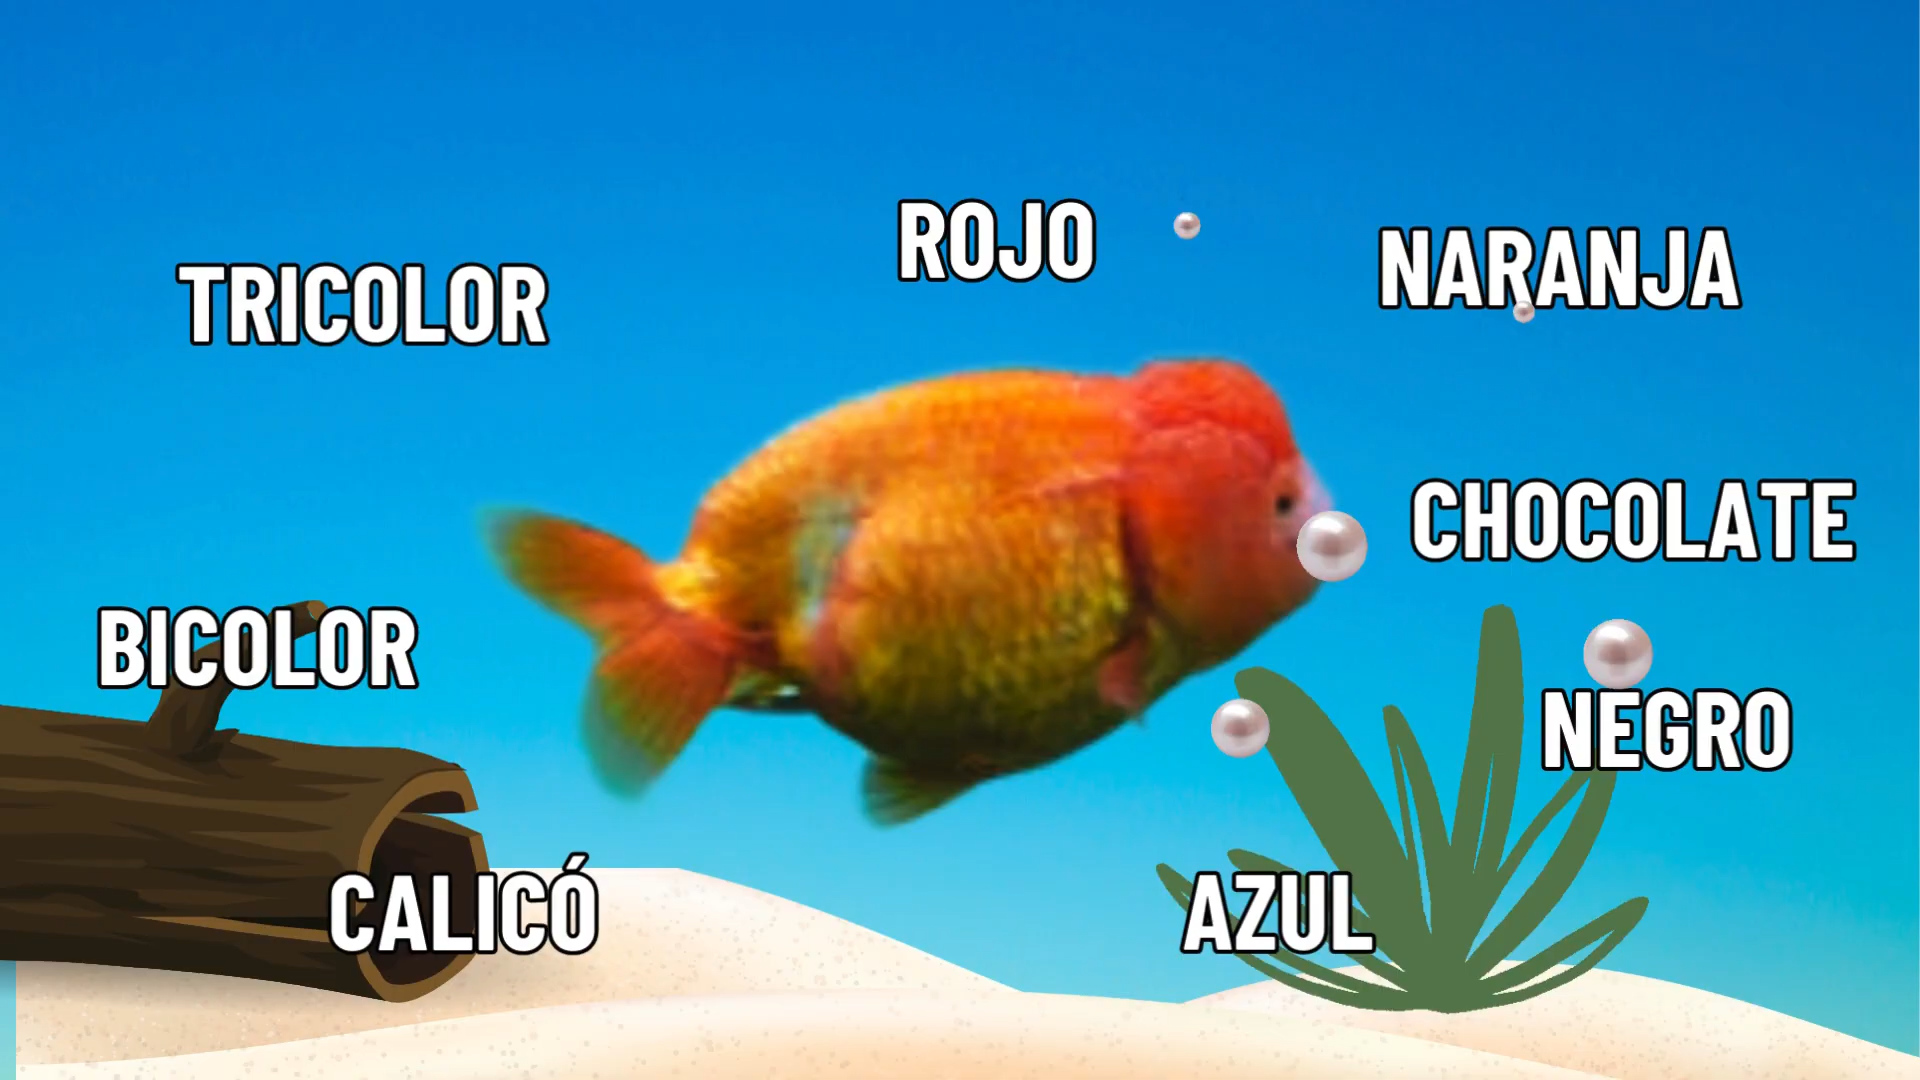 ROJO
NARANJA
TRICOLOR
CHOCOLATE
BICOLOR
NEGRO
CALICÓ
AZUL